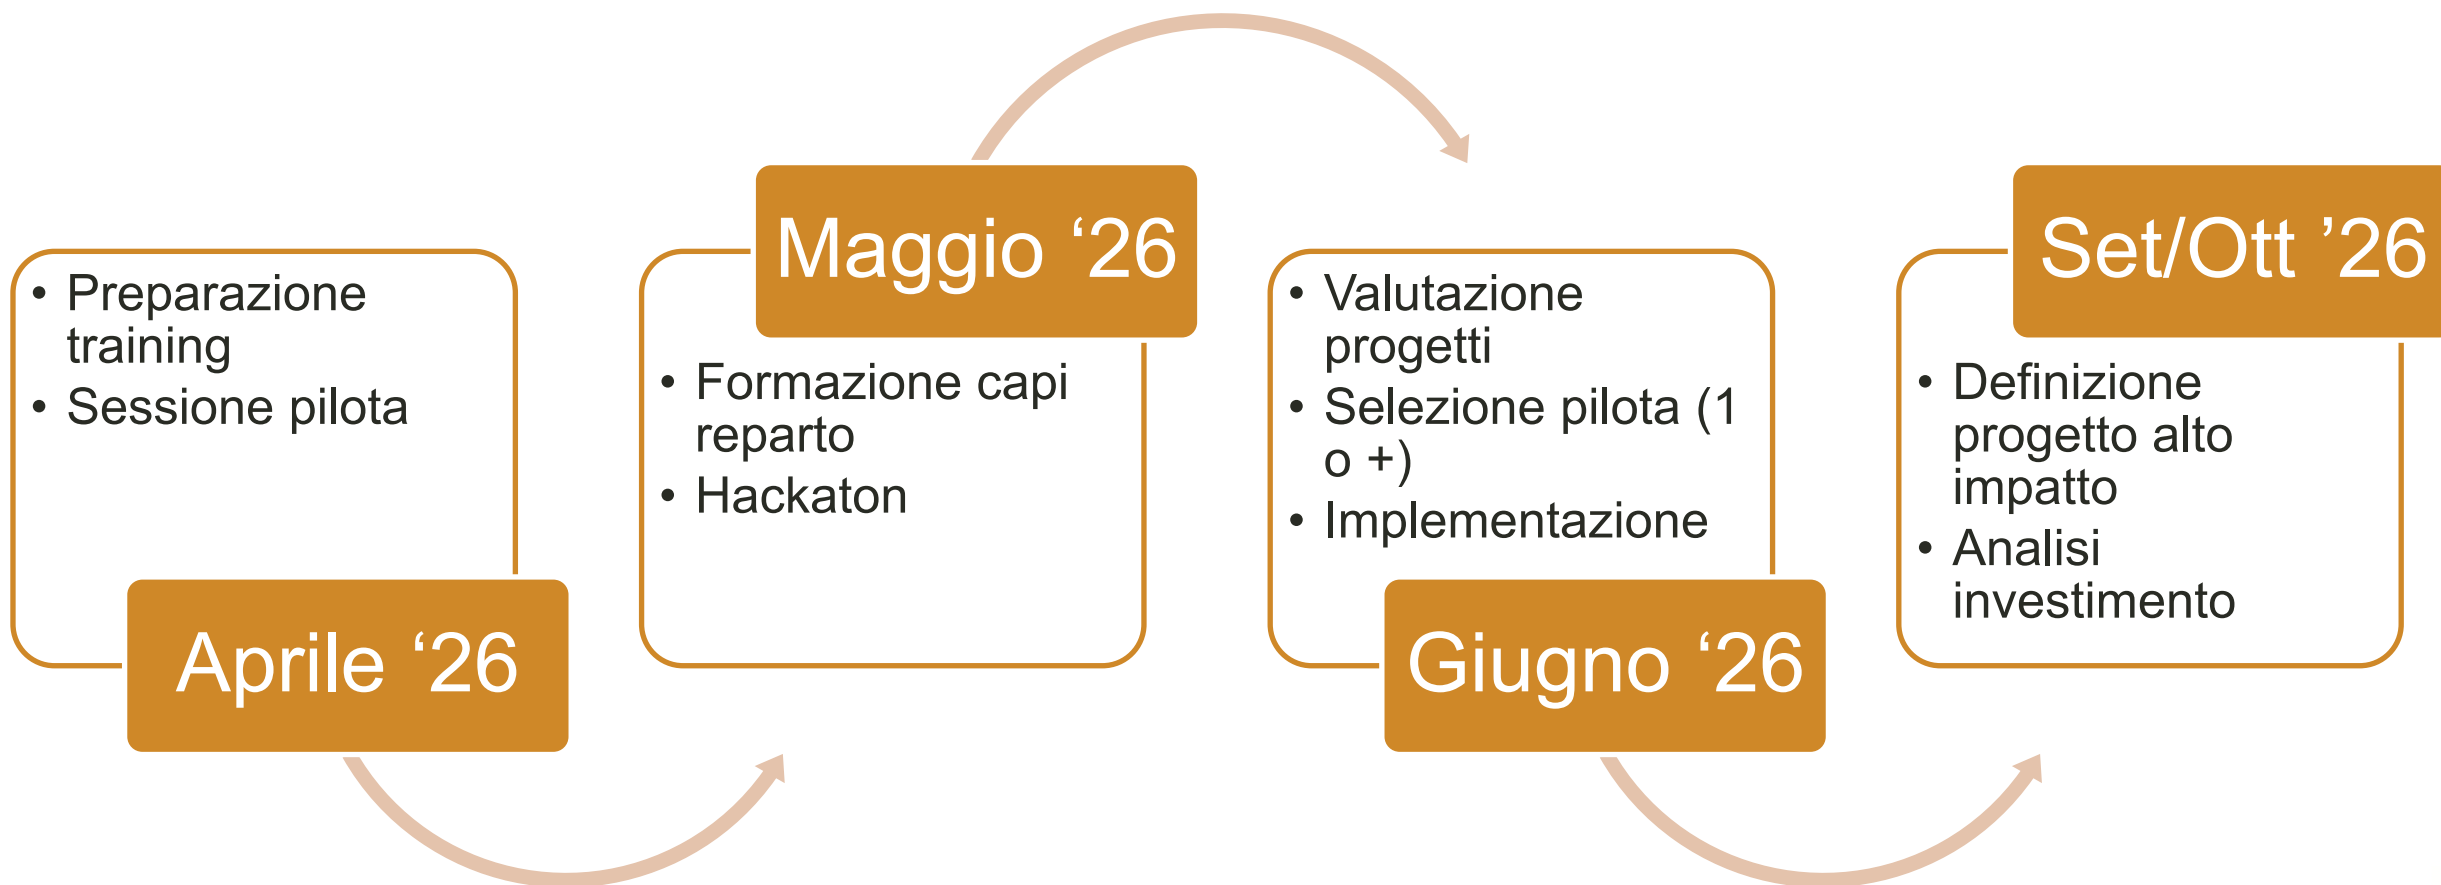 • Preparazione
training
• Sessione pilota
Aprile ‘26
Maggio ‘26
• Formazione capi
reparto
• Hackaton
• Valutazione
progetti
• Selezione pilota (1
o +)
• Implementazione
Giugno ‘26
Set/Ott ’26
• Definizione
progetto alto
impatto
• Analisi
investimento